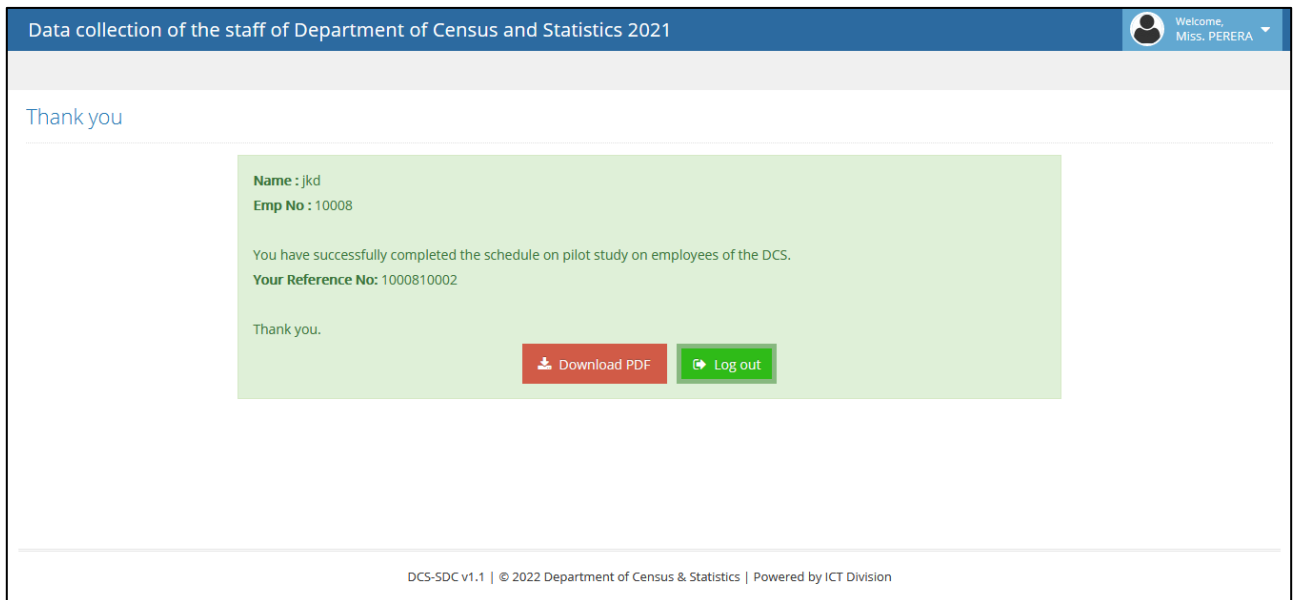 Data collection of the staff of Department of Census and Statistics 2021
Welcome,
Miss. PERERA
Thank you
Name : jkd
Emp No : 10008
You have successfully completed the schedule on pilot study on employees of the DCS.
Your Reference No: 1000810002
Thank you.
Download PDF
Log out
DCS-SDC v1.1 | © 2022 Department of Census & Statistics | Powered by ICT Division